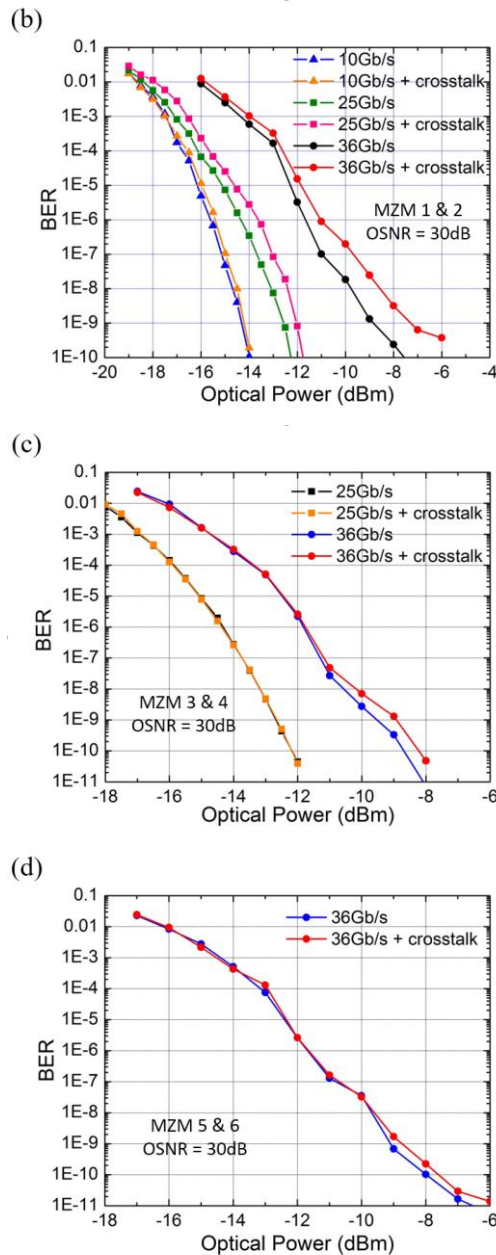 (b)
0.1
0.01
1E-3
1E-4
1E-5
1E-6
1E-7
1E-8
1E-9
1E-10
BER
10Gb/s
10Gb/s + crosstalk
25Gb/s
25Gb/s + crosstalk
36Gb/s
36Gb/s + crosstalk
MZM 1 & 2
OSNR = 30dB
-20 -18 -16 -14 -12 -10 -8 -6 -4
Optical Power (dBm)
(c)
0.1
0.01
1E-3
1E-4
1E-5
1E-6
1E-7
1E-8
1E-9
1E-10
1E-11
BER
25Gb/s
25Gb/s + crosstalk
36Gb/s
36Gb/s + crosstalk
MZM 3 & 4
OSNR = 30dB
-18 -16 -14 -12 -10 -8 -6
Optical Power (dBm)
(d)
0.1
0.01
1E-3
1E-4
1E-5
1E-6
1E-7
1E-8
1E-9
1E-10
1E-11
BER
36Gb/s
36Gb/s + crosstalk
MZM 5 & 6
OSNR = 30dB
-18 -16 -14 -12 -10 -8 -6
Optical Power (dBm)